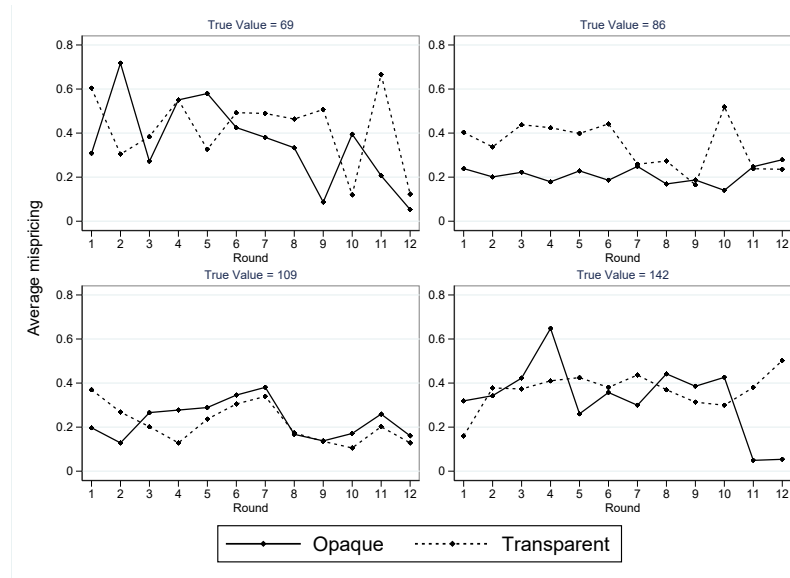 True Value = 69
True Value = 86
0.8
0.6
0.4
0.2
0
1 2 3 4 5 6 7 8 9 10 11 12
Round
0.8
0.6
0.4
0.2
0
1 2 3 4 5 6 7 8 9 10 11 12
Round
Average mispricing
True Value = 109
True Value = 142
0.8
0.6
0.4
0.2
0
1 2 3 4 5 6 7 8 9 10 11 12
Round
0.8
0.6
0.4
0.2
0
1 2 3 4 5 6 7 8 9 10 11 12
Round
Opaque Transparent